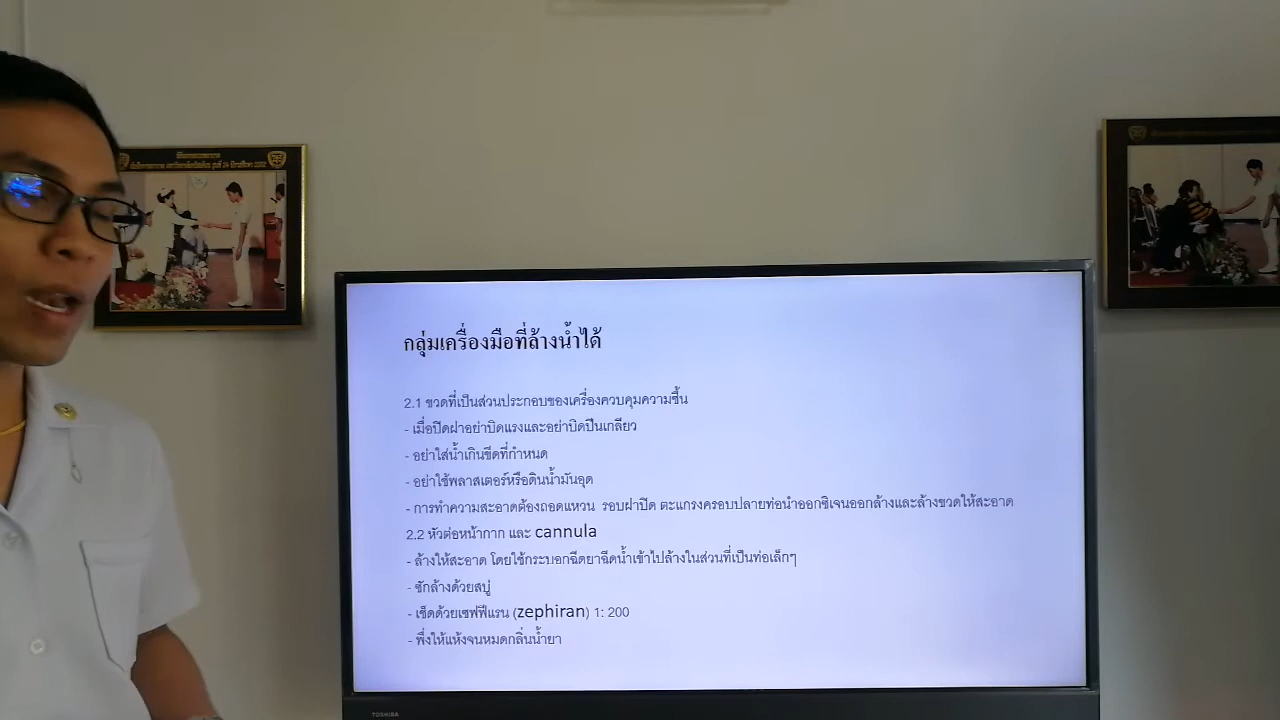 กลุ่มเครื่องมือที่ล้างน้ำได้
2.1 ขวดที่เป็นส่วนประกอบของเครื่องควบคุมความชื้น
- เมื่อปิดฝาอย่าบิดแรงและอย่าบิดปีนเกลียว
- อย่าใส่น้ำเกินขีดที่กำหนด
- อย่าใช้พลาสเตอร์หรือดินน้ำมันอุด
- การทำความสะอาดต้องถอดแหวน รอบฝาปิด ตะแกรงครอบปลายท่อนำออกซิเจนออกล้างและล้างขวดให้สะอาด
2.2 หัวต่อหน้ากาก และ cannula
- ล้างให้สะอาด โดยใช้กระบอกฉีดยาฉีดน้ำเข้าไปล้างในส่วนที่เป็นท่อเล็กๆ
- ซักล้างด้วยสบู่
- เช็ดด้วยเซฟฟีแรน (zephiran) 1: 200
- พึ่งให้แห้งจนหมดกลิ่นน้ำยา
TOSHIBA